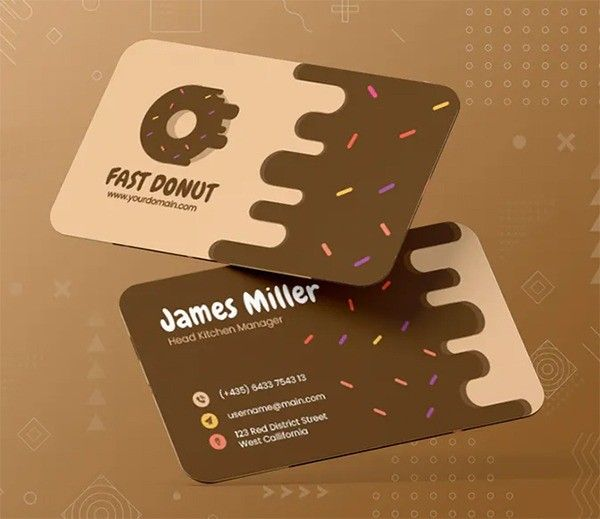 FAST DONUT
www.yourdomain.com
James Miller
Head Kitchen Manager
(+435) 6433 7543 13
username@main.com
123 Red District Street
West Callifornia